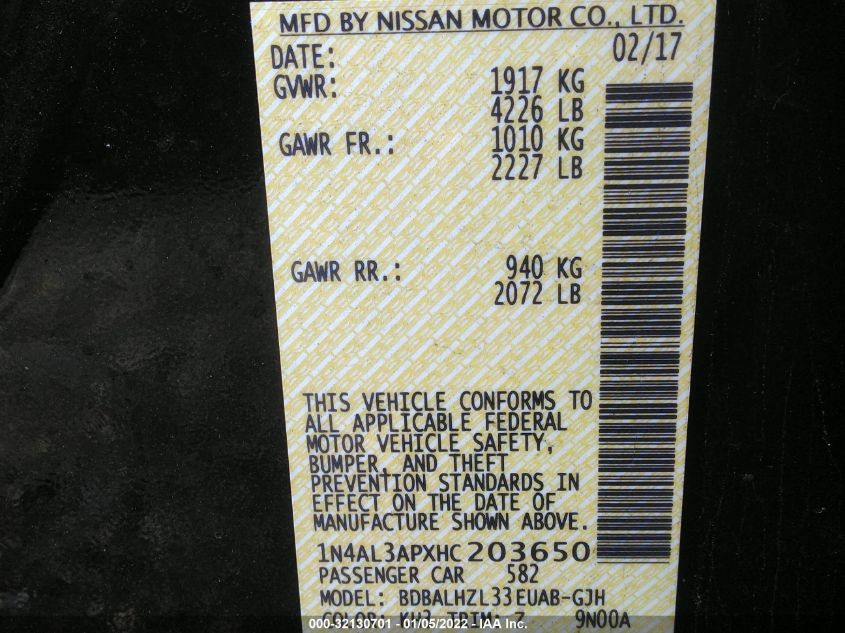 MFD BY NISSAN MOTOR CO., LTD.
DATE: 02/17
GVWR: 1917 KG
4226 LB
GAWR FR.: 1010 KG
2227 LB
GAWR RR.: 940 KG
2072 LB
THIS VEHICLE CONFORMS TO
ALL APPLICABLE FEDERAL
MOTOR VEHICLE SAFETY,
BUMPER, AND THEFT
PREVENTION STANDARDS IN
EFFECT ON THE DATE OF
MANUFACTURE SHOWN ABOVE.
1N4AL3APXHC203650
PASSENGER CAR 582
MODEL: BDBALHZL33EUAB-GJH
COLOR: KH3 TRIM: 9N00A
000-32130701 - 01/05/2022 - IAA Inc.